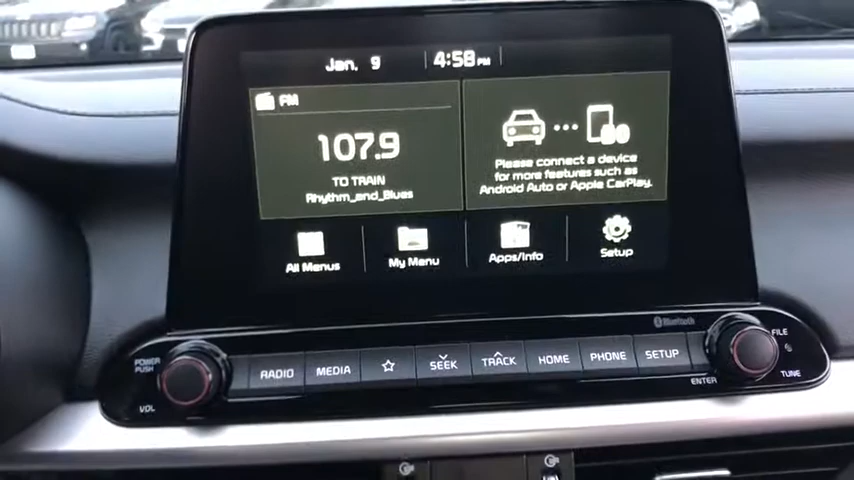 Jan. 9
4:58 PM
FM
107.9
TO TRAIN
Rhythm_and_Blues
Please connect a device
for more features such as
Android Auto or Apple CarPlay.
All Menus
My Menu
Apps/Info
Setup
Bluetooth
POWER
PUSH
VOL
RADIO
MEDIA
SEEK
TRACK
HOME
PHONE
SETUP
ENTER
FILE
TUNE